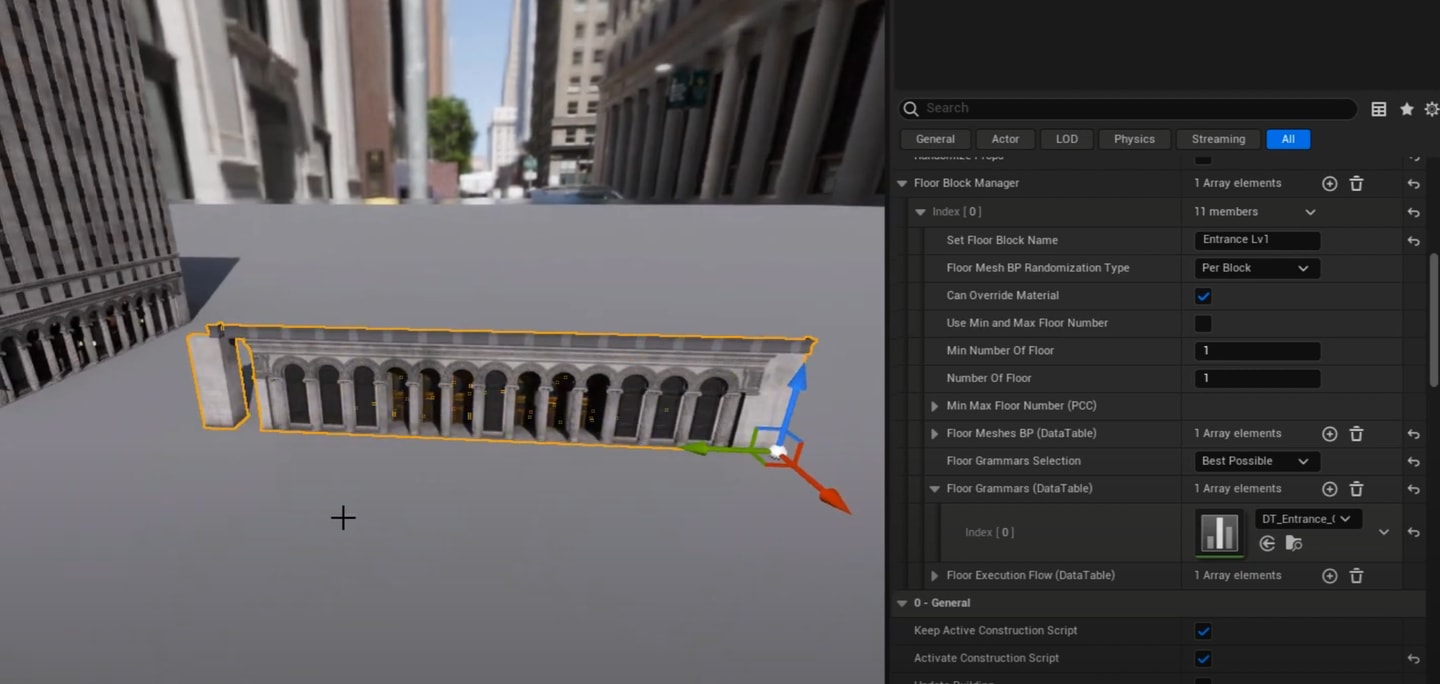 Search
General Actor LOD Physics Streaming All
Randomize Props
Floor Block Manager 1 Array elements
Index [ 0 ] 11 members
Set Floor Block Name Entrance Lv1
Floor Mesh BP Randomization Type Per Block
Can Override Material
Use Min and Max Floor Number
Min Number Of Floor 1
Number Of Floor 1
Min Max Floor Number (PCC)
Floor Meshes BP (DataTable) 1 Array elements
Floor Grammars Selection Best Possible
Floor Grammars (DataTable) 1 Array elements
DT_Entrance_(
Index [ 0 ]
Floor Execution Flow (DataTable) 1 Array elements
0 - General
Keep Active Construction Script
Activate Construction Script
Update Building